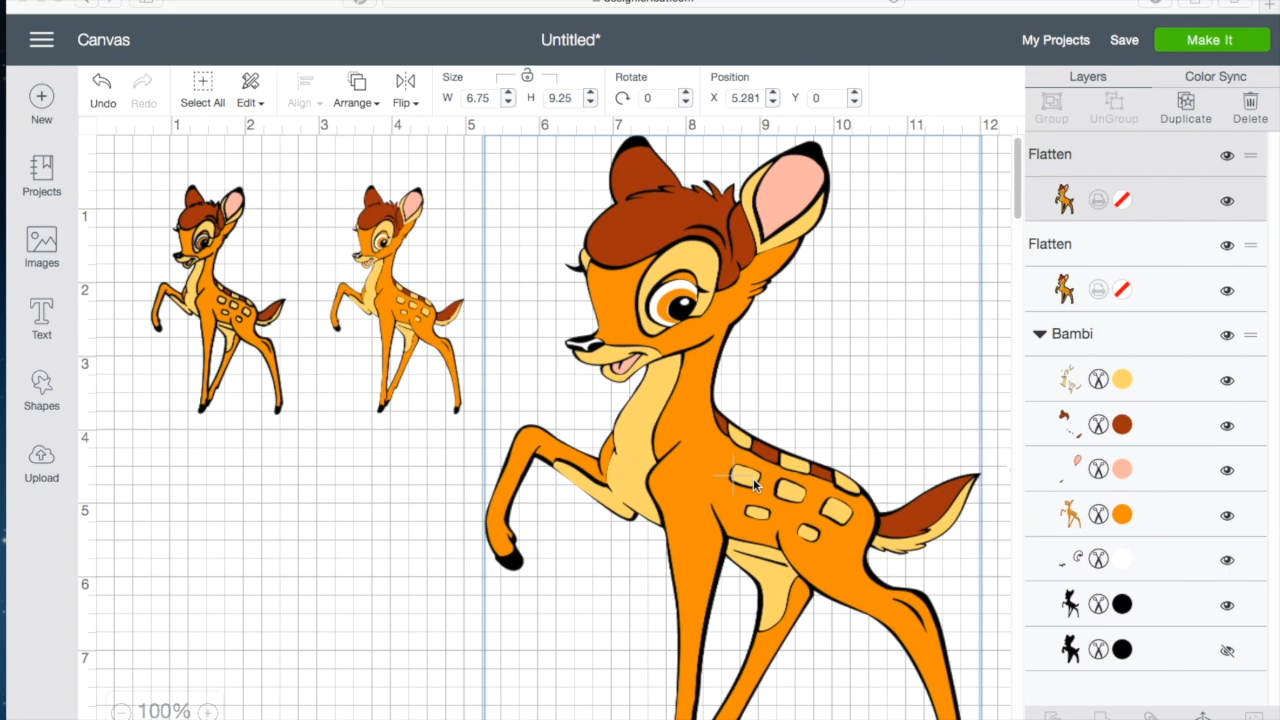 Canvas
Untitled*
My Projects
Save
Make It
New
Projects
Images
Text
Shapes
Upload
Undo
Redo
Select All
Edit
Align
Arrange
Flip
Size
W 6.75
H 9.25
Rotate
0
Position
X 5.281
Y 0
1 2 3 4 5 6 7 8 9 10 11 12
1
2
3
4
5
6
7
100%
Layers
Color Sync
Group
UnGroup
Duplicate
Delete
Flatten
Flatten
Bambi